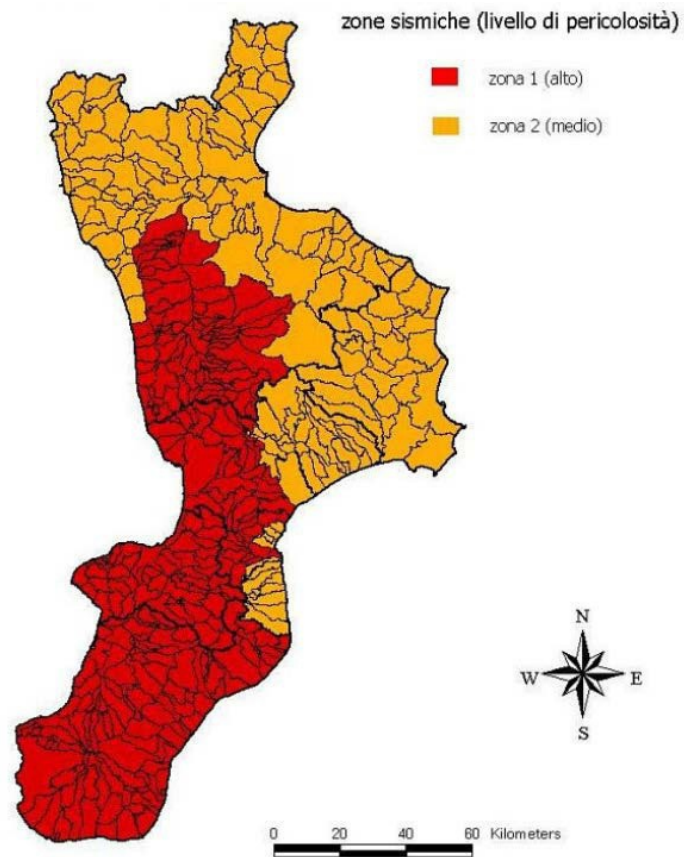 zone sismiche (livello di pericolosità)
zona 1 (alto)
zona 2 (medio)
N
W E
S
0 20 40 60 Kilometers